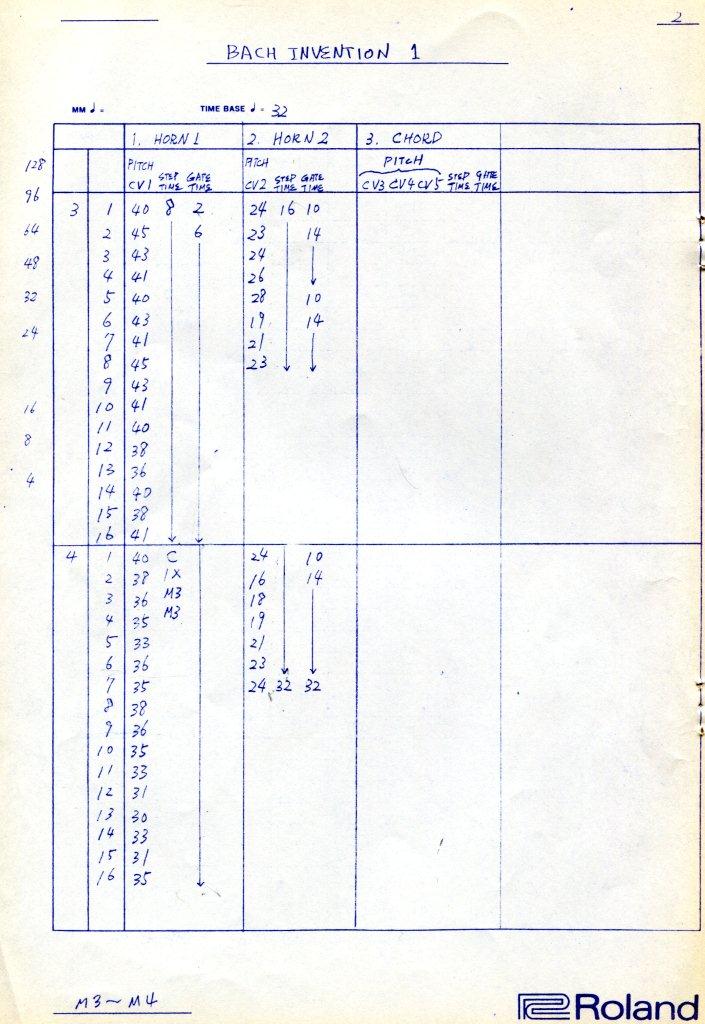 2
BACH INVENTION 1
MM ♩ =
TIME BASE ♩ = 32
1. HORN 1 2. HORN 2 3. CHORD
128 PITCH STEP GATE PITCH STEP GATE PITCH STEP GATE
CV1 TIME TIME CV2 TIME TIME CV3 CV4 CV5 TIME TIME
96
3 1 40 8 2 24 16 10
64 2 45 6 23 14
3 43 24
48 4 41 26
32 5 40 28 10
6 43 19 14
24 7 41 21
8 45 23
9 43
16 10 41
11 40
8 12 38
13 36
4 14 40
15 38
16 41
4 1 40 C 24 10
2 38 1X 16 14
3 36 M3 18
4 35 M3 19
5 33 21
6 36 23
7 35 24 32 32
8 38
9 36
10 35
11 33
12 31
13 30
14 33
15 31
16 35
M3~M4
Roland